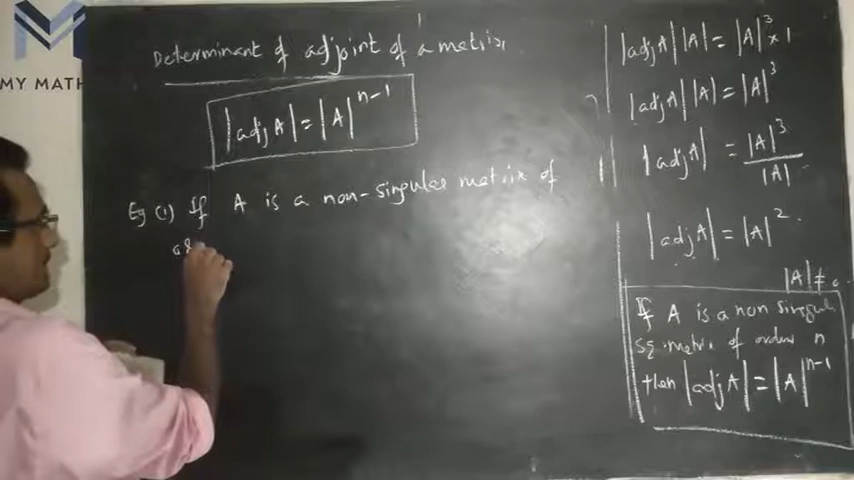 MY MATH
Determinant of adjoint of a matrix
|adj A| = |A|^n-1
Eg (1) If A is a non-singular matrix of
|adj A| |A| = |A|^3 × 1
|adj A| |A| = |A|^3
|adj A| = |A|^3 / |A|
|adj A| = |A|^2
|A| ≠ 0
If A is a non singul
sq. matrix of order n
then |adj A| = |A|^n-1